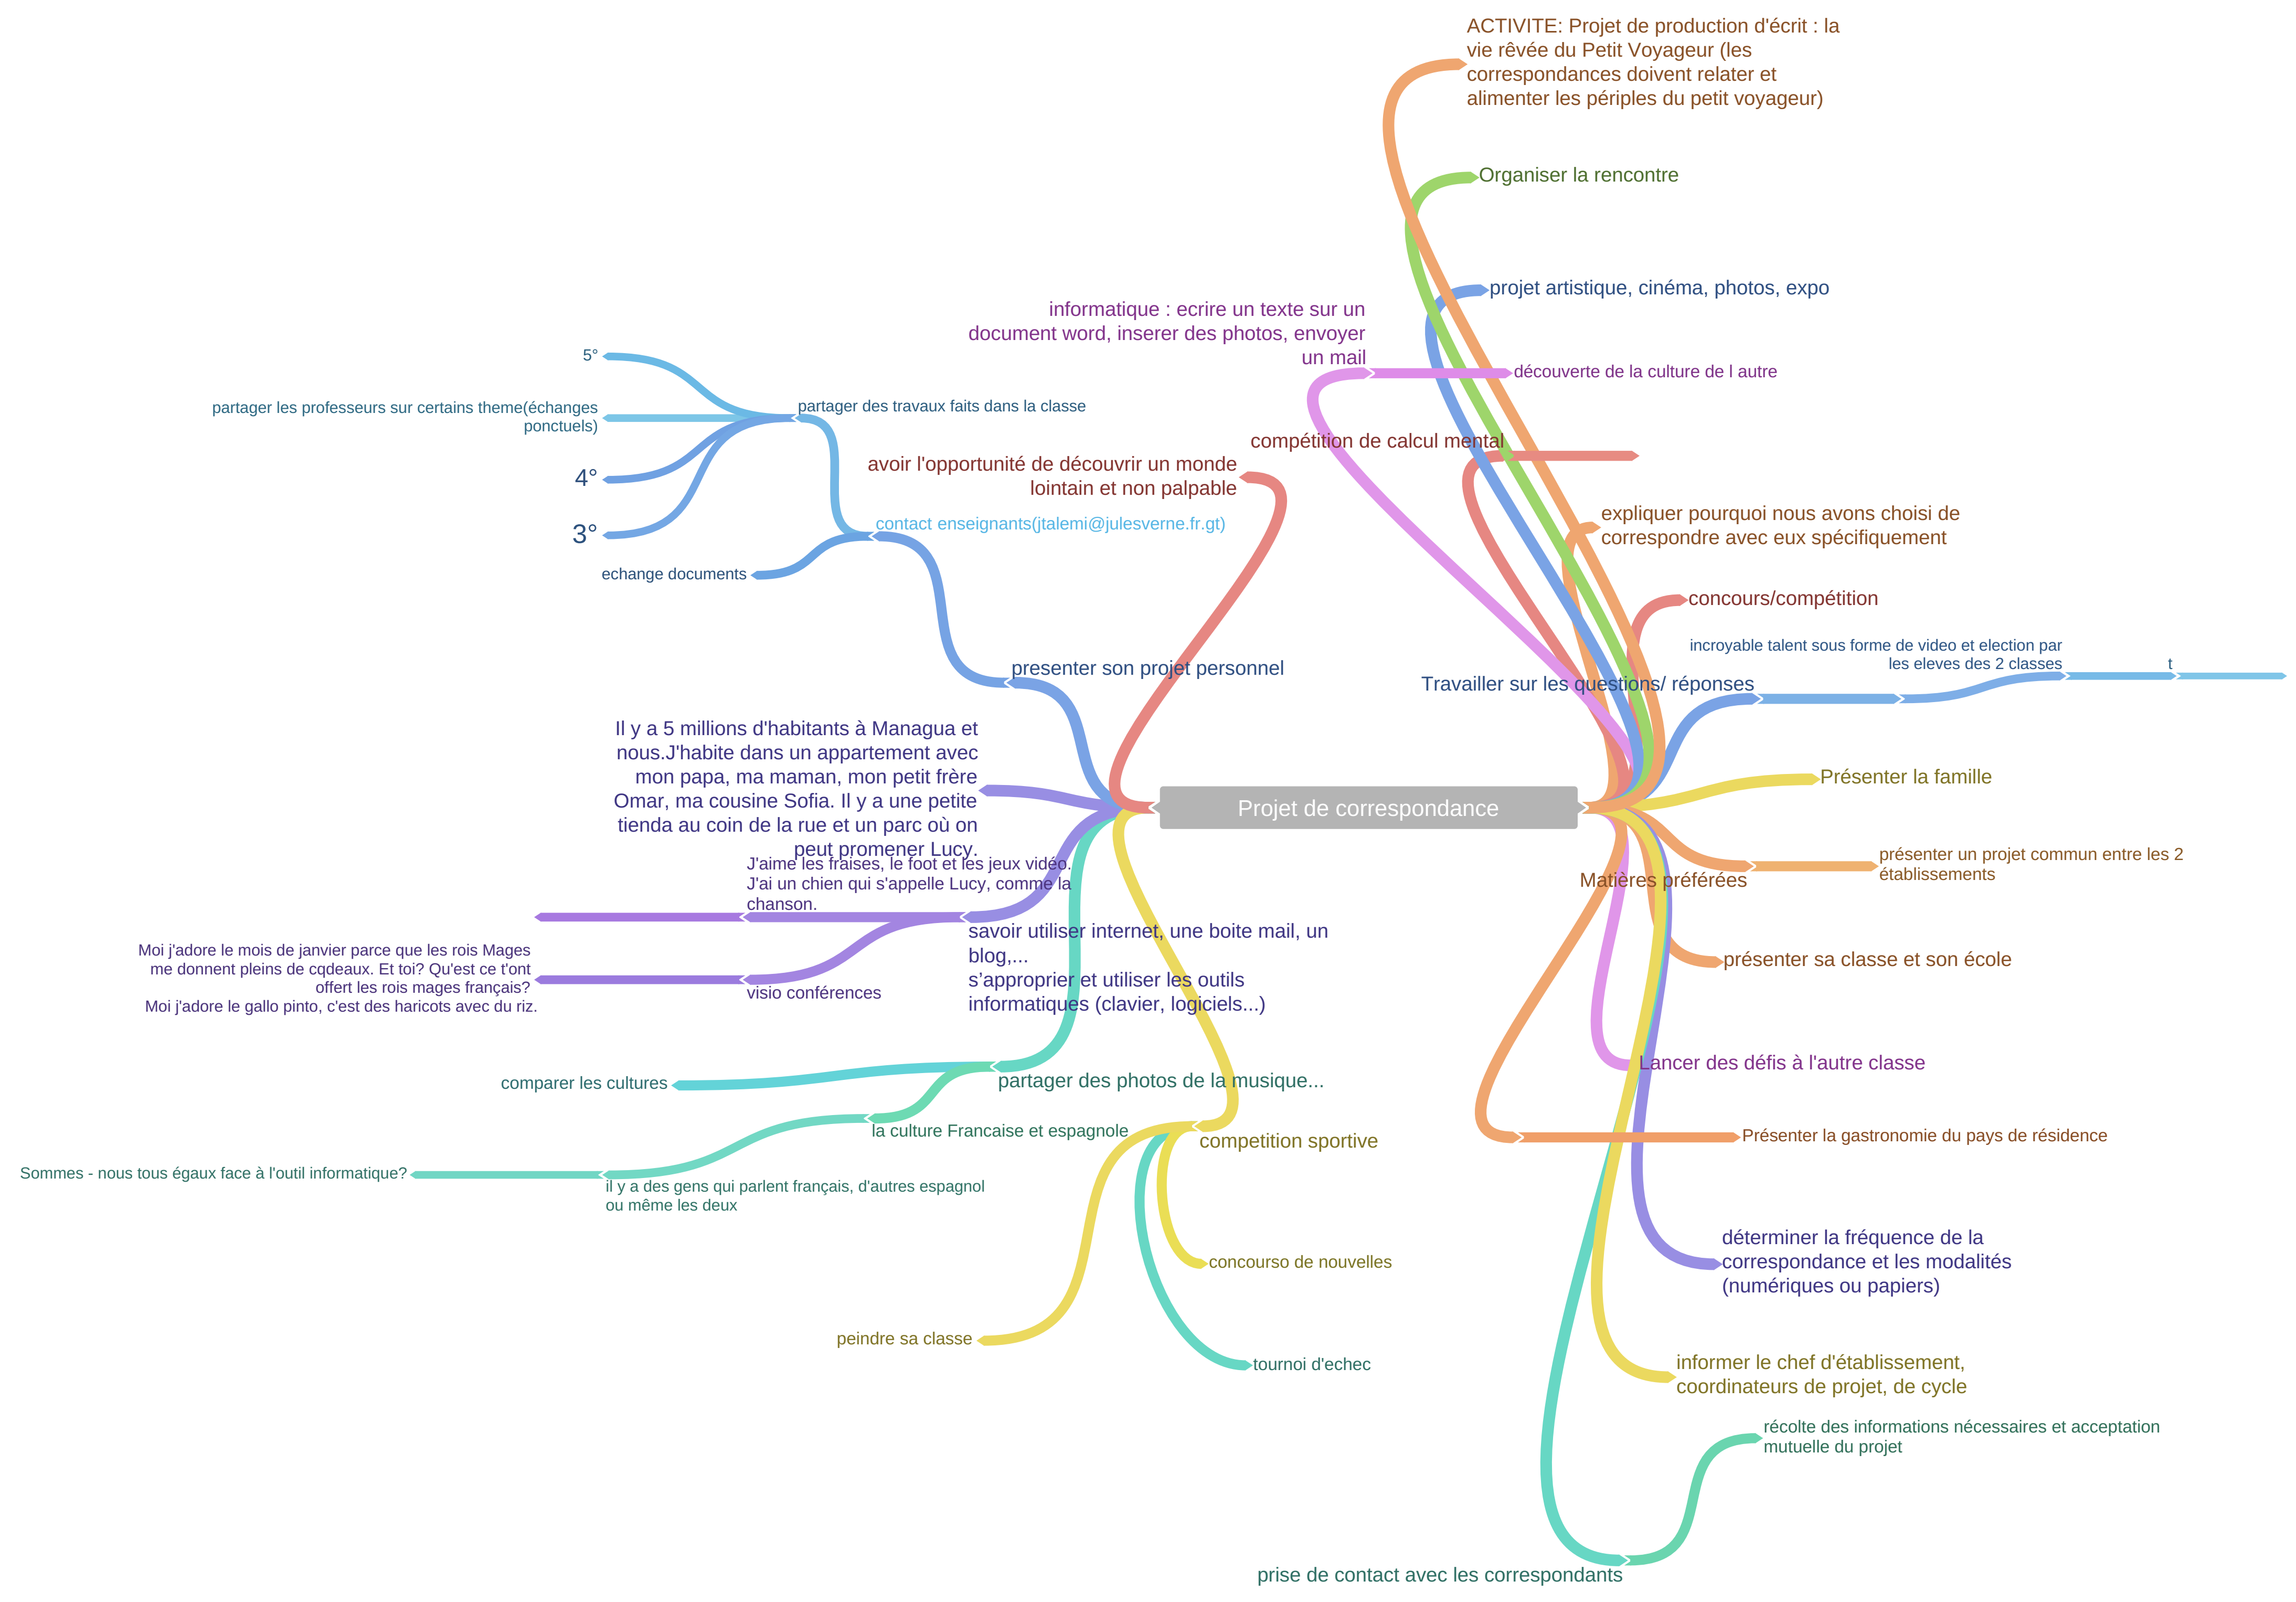 ACTIVITE: Projet de production d'écrit : la
vie rêvée du Petit Voyageur (les
correspondances doivent relater et
alimenter les périples du petit voyageur)
Organiser la rencontre
projet artistique, cinéma, photos, expo
informatique : ecrire un texte sur un
document word, inserer des photos, envoyer
un mail
découverte de la culture de l autre
5°
partager les professeurs sur certains theme(échanges
ponctuels)
partager des travaux faits dans la classe
4°
3°
compétition de calcul mental
avoir l'opportunité de découvrir un monde
lointain et non palpable
contact enseignants(jtalemi@julesverne.fr.gt)
echange documents
expliquer pourquoi nous avons choisi de
correspondre avec eux spécifiquement
concours/compétition
incroyable talent sous forme de video et election par
les eleves des 2 classes
t
presenter son projet personnel
Travailler sur les questions/ réponses
Il y a 5 millions d'habitants à Managua et
nous.J'habite dans un appartement avec
mon papa, ma maman, mon petit frère
Omar, ma cousine Sofia. Il y a une petite
tienda au coin de la rue et un parc où on
peut promener Lucy.
Présenter la famille
Projet de correspondance
J'aime les fraises, le foot et les jeux vidéo.
J'ai un chien qui s'appelle Lucy, comme la
chanson.
présenter un projet commun entre les 2
établissements
Matières préférées
savoir utiliser internet, une boite mail, un
blog,...
s’approprier et utiliser les outils
informatiques (clavier, logiciels...)
Moi j'adore le mois de janvier parce que les rois Mages
me donnent pleins de cqdeaux. Et toi? Qu'est ce t'ont
offert les rois mages français?
Moi j'adore le gallo pinto, c'est des haricots avec du riz.
visio conférences
présenter sa classe et son école
comparer les cultures
partager des photos de la musique...
Lancer des défis à l'autre classe
la culture Francaise et espagnole
competition sportive
Présenter la gastronomie du pays de résidence
Sommes - nous tous égaux face à l'outil informatique?
il y a des gens qui parlent français, d'autres espagnol
ou même les deux
concourso de nouvelles
déterminer la fréquence de la
correspondance et les modalités
(numériques ou papiers)
peindre sa classe
tournoi d'echec
informer le chef d'établissement,
coordinateurs de projet, de cycle
récolte des informations nécessaires et acceptation
mutuelle du projet
prise de contact avec les correspondants